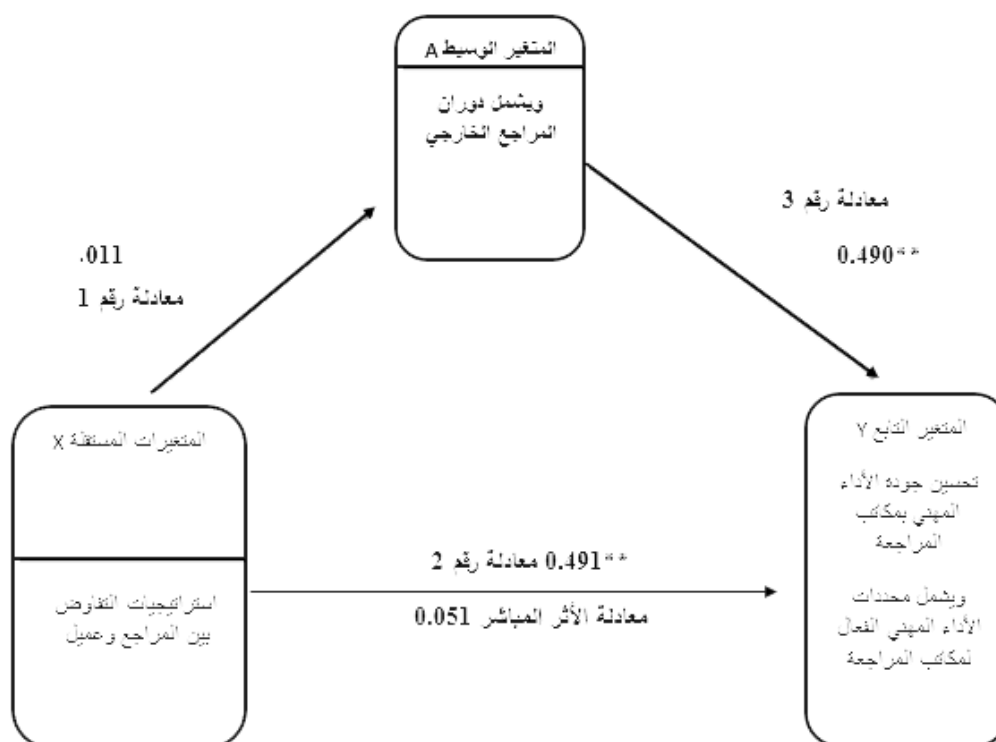 المتغير الوسيط A
ويشمل دوران
المراجع الخارجي
معادلة رقم 3
0.490**
.011
معادلة رقم 1
المتغيرات المستقلة X
استراتيجيات التفاوض
بين المراجع وعميل
معادلة رقم 2 0.491**
معادلة الأثر المباشر 0.051
المتغير التابع Y
تحسين جودة الأداء
المهني بمكاتب
المراجعة
ويشمل محددات
الأداء المهني الفعال
لمكاتب المراجعة